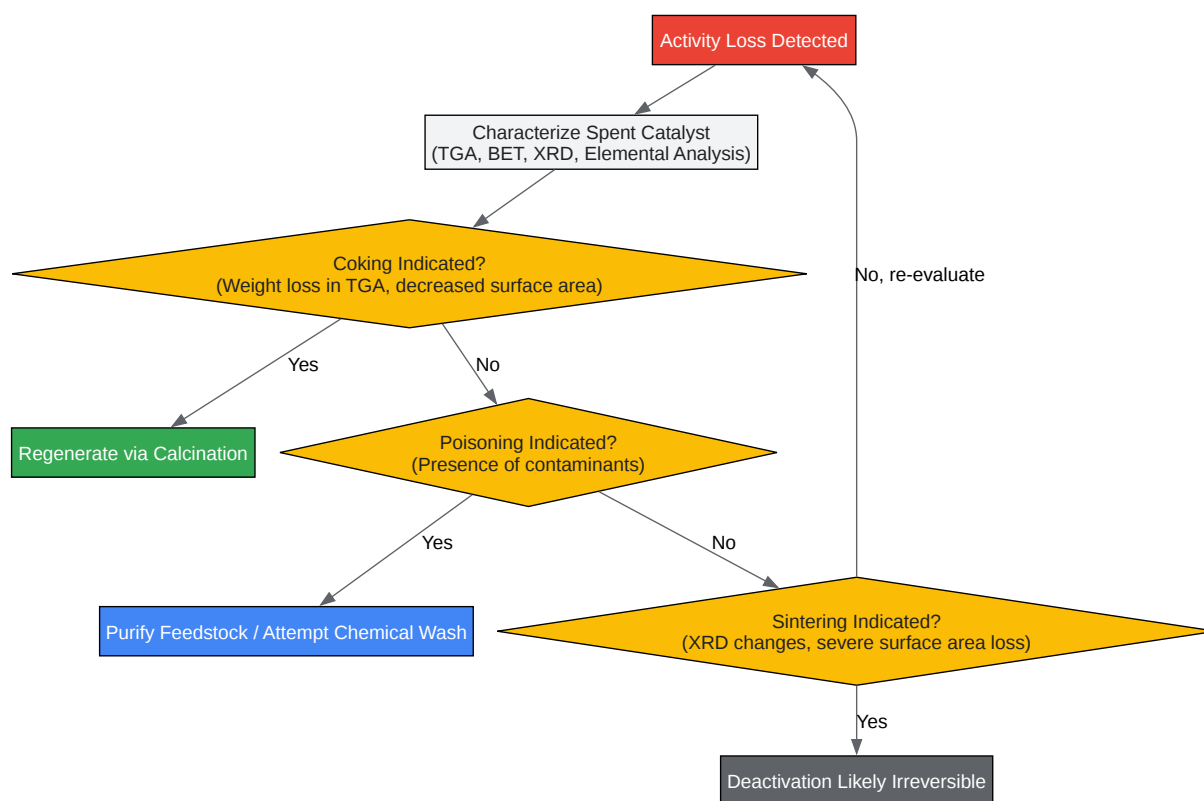 Activity Loss Detected
Characterize Spent Catalyst
(TGA, BET, XRD, Elemental Analysis)
Coking Indicated?
(Weight loss in TGA, decreased surface area)
No, re-evaluate
Yes
No
Regenerate via Calcination
Poisoning Indicated?
(Presence of contaminants)
Yes
No
Purify Feedstock / Attempt Chemical Wash
Sintering Indicated?
(XRD changes, severe surface area loss)
Yes
Deactivation Likely Irreversible